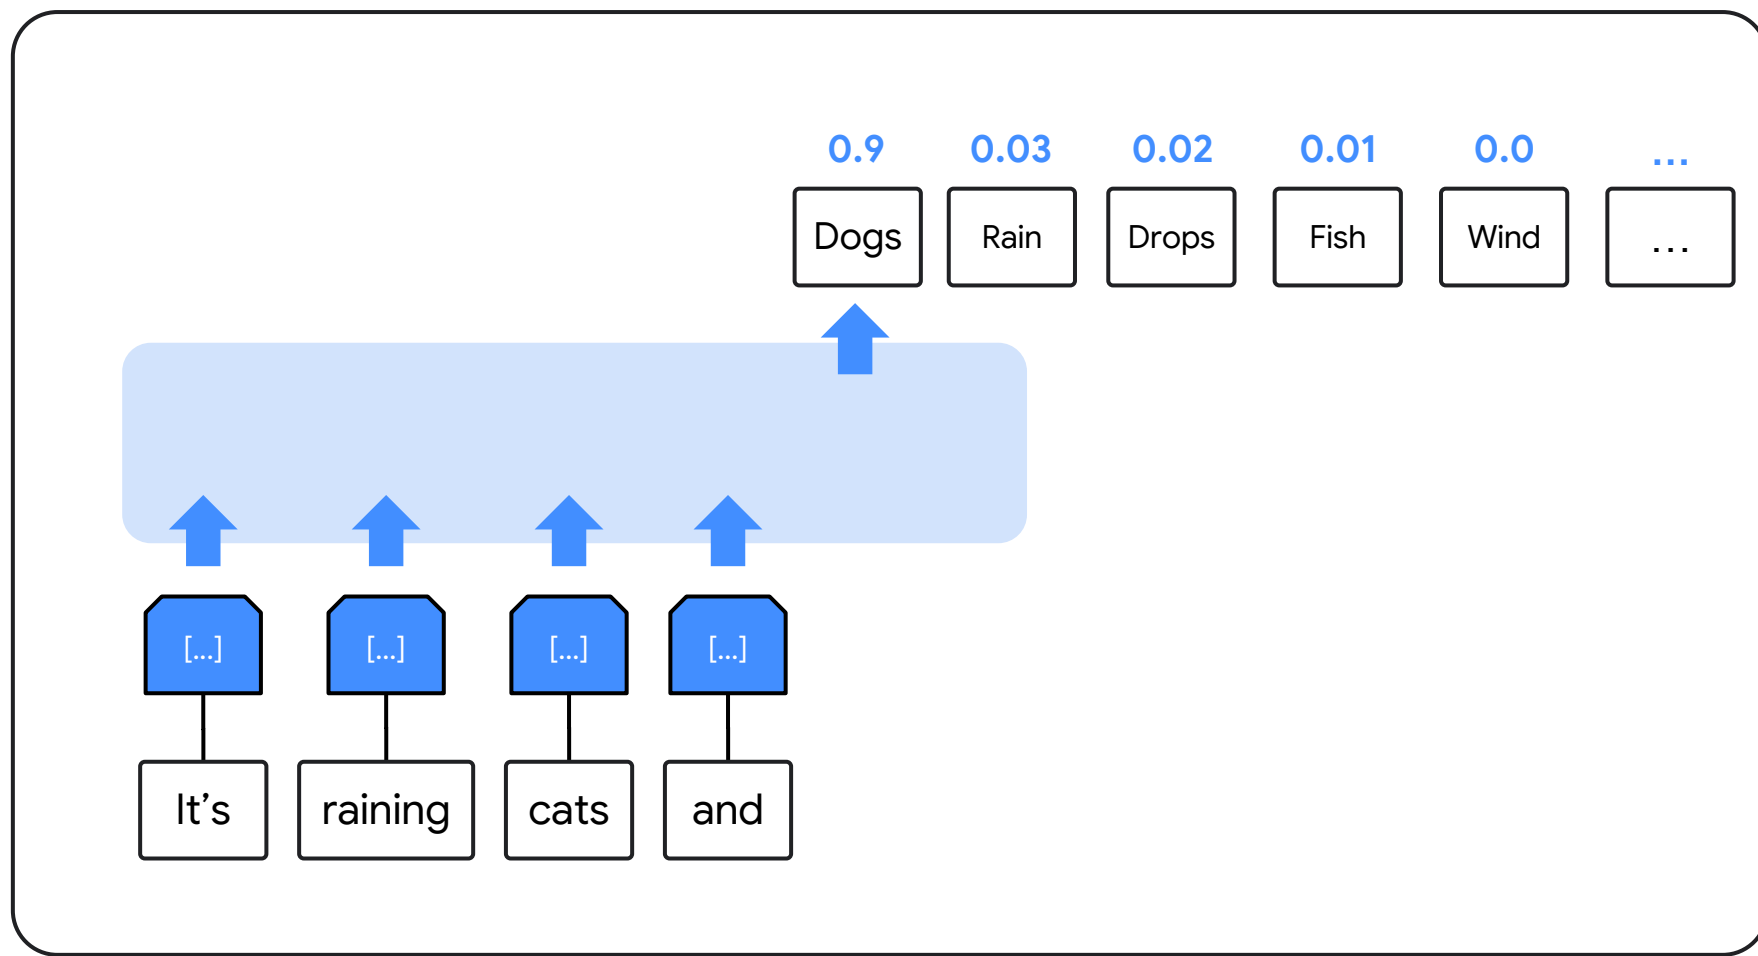 0.9 0.03 0.02 0.01 0.0 ...
Dogs Rain Drops Fish Wind ...
[...] [...] [...] [...]
It’s raining cats and